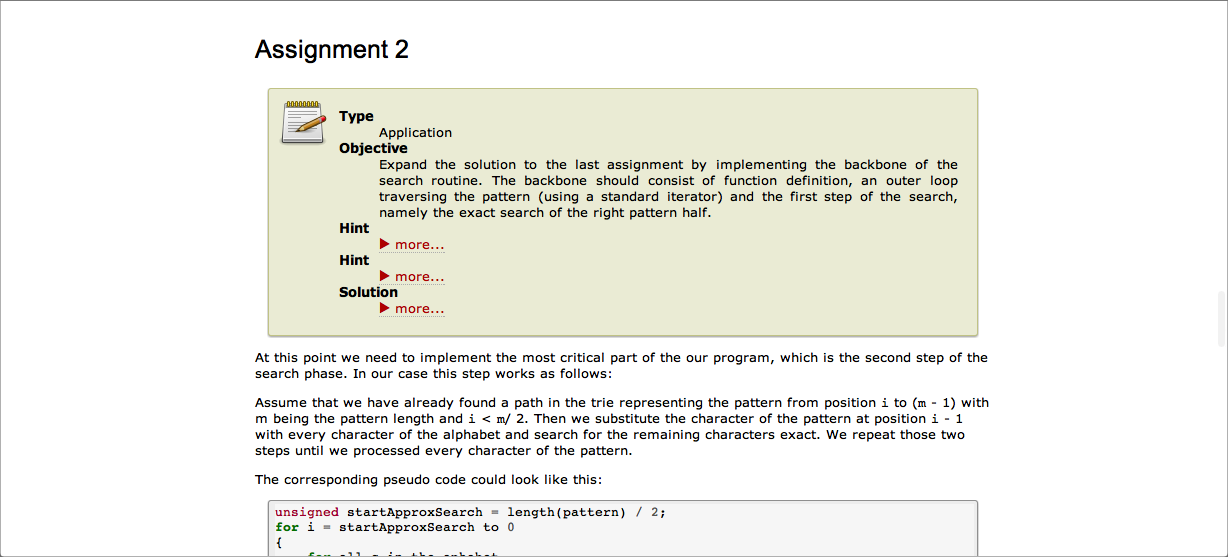 Assignment 2
Type
Application
Objective
Expand the solution to the last assignment by implementing the backbone of the
search routine. The backbone should consist of function definition, an outer loop
traversing the pattern (using a standard iterator) and the first step of the search,
namely the exact search of the right pattern half.
Hint
▶ more...
Hint
▶ more...
Solution
▶ more...
At this point we need to implement the most critical part of the our program, which is the second step of the
search phase. In our case this step works as follows:
Assume that we have already found a path in the trie representing the pattern from position i to (m - 1) with
m being the pattern length and i < m/ 2. Then we substitute the character of the pattern at position i - 1
with every character of the alphabet and search for the remaining characters exact. We repeat those two
steps until we processed every character of the pattern.
The corresponding pseudo code could look like this:
unsigned startApproxSearch = length(pattern) / 2;
for i = startApproxSearch to 0
{
for all